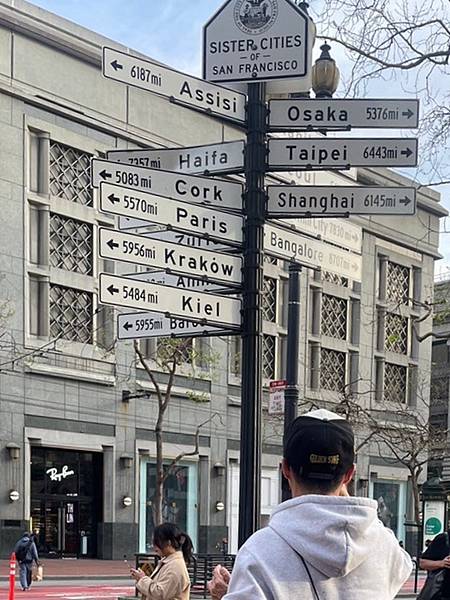 SISTER CITIES
OF
SAN FRANCISCO
6187mi Assisi
Osaka 5376mi
7357mi Haifa
Taipei 6443mi
5083mi Cork
Shanghai 6145mi
5570mi Paris
Bangalore 8707mi
5956mi Kraków
5484mi Kiel
5955mi
Ray-Ban